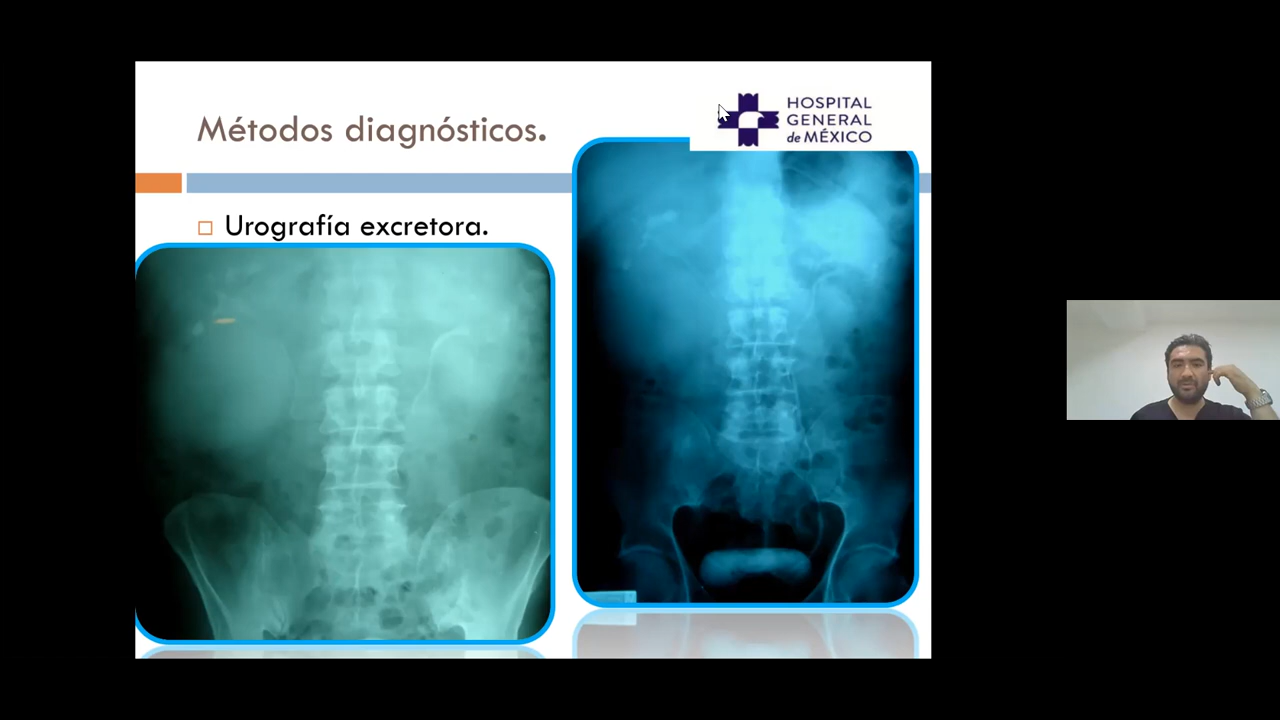 Métodos diagnósticos.
HOSPITAL
GENERAL
de MÉXICO
Urografía excretora.